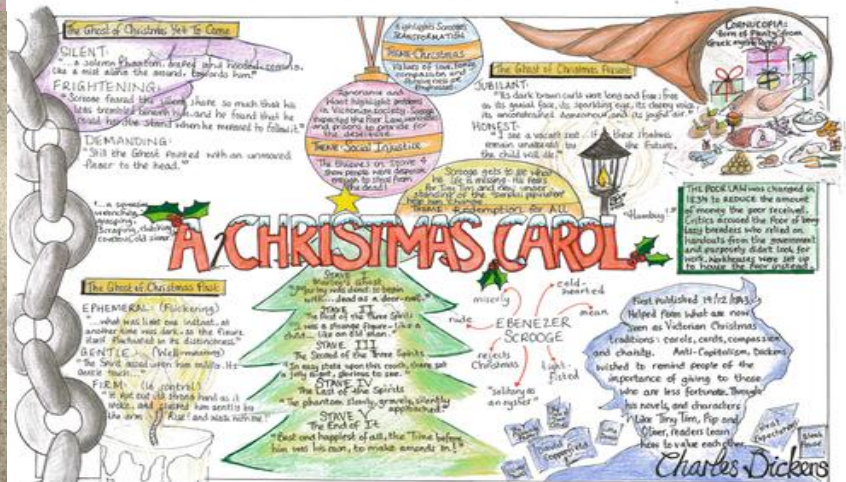 The Ghost of Christmas Yet To Come
SILENT:
"... a solemn Phantom, draped and hooded, coming,
like a mist along the ground, towards him."
FRIGHTENING:
"Scrooge feared the silent shape so much that his
legs trembled beneath him, and he found that he
could hardly stand when he prepared to follow it."
DEMANDING:
"Still the Ghost pointed with an unmoved
finger to the head."
Highlights Scrooge's
TRANSFORMATION
THEME: Christmas
Values of love, family,
compassion and
Ignorance and
Want highlight problems
in Victorian society. Scrooge
expected the Poor Law, workhouses
and prisons to provide for
the destitute.
THEME: Social Injustice
The thieves in Stave 4
show people were desperate
enough to steal from
the dead!
Scrooge gets to see what
his life is missing. His fears
for Tiny Tim and new under
standing of the "surplus population"
help him change.
THEME: Redemption for All
The Ghost of Christmas Present
JUBILANT:
"Its dark brown curls were long and free: free
as its genial face, its sparkling eye, its cheery voice,
its unconstrained demeanour, and its joyful air."
HONEST:
"I see a vacant seat... if these shadows
remain unaltered by the Future,
the child will die."
CORNUCOPIA:
'Horn of Plenty' from
Greek mythology
"Humbug!"
THE POOR LAW was changed in
1834 to REDUCE the amount
of money the poor received.
Critics accused the Poor of being
lazy breeders who relied on
handouts from the government
and purposely didn't look for
work. Workhouses were set up
to house the Poor instead.
"... a squeezing,
wrenching,
grasping,
scraping, clutching,
covetous, old sinner"
A CHRISTMAS CAROL
The Ghost of Christmas Past
EPHEMERAL: (Flickering)
"...what was light one instant, at
another time was dark, so the figure
itself fluctuated in its distinctness."
GENTLE: (Well-meaning)
FIRM: (in control)
"It put out its strong hand as it
spoke, and clasped him gently by
the arm. 'Rise! and walk with me!'"
STAVE I
Marley's Ghost
"Marley was dead: to begin
with... dead as a door-nail."
STAVE II
The First of the Three Spirits
"It was a strange figure - like a
child... like an old man."
STAVE III
The Second of the Three Spirits
"In easy state upon this couch, there sat
a jolly giant, glorious to see."
STAVE IV
The Last of the Spirits
"The phantom slowly, gravely, silently
approached"
STAVE V
The End of It
"Best and happiest of all, the Time before
him was his own, to make amends in!"
miserly
cold-
hearted
rude
mean
EBENEZER
SCROOGE
rejects
Christmas
tight-
fisted
"solitary as
an oyster"
First Published 19/12/1843,
Helped form what are now
seen as Victorian Christmas
traditions: carols, cards, compassion
and charity. Anti-Capitalism, Dickens
wished to remind people of the
importance of giving to those
who are less fortunate. Through
his novels, and characters
like Tiny Tim, Pip and
Oliver, readers learn
how to value each other.
David
Copperfield
Great
Expectations
Bleak
House
Charles Dickens